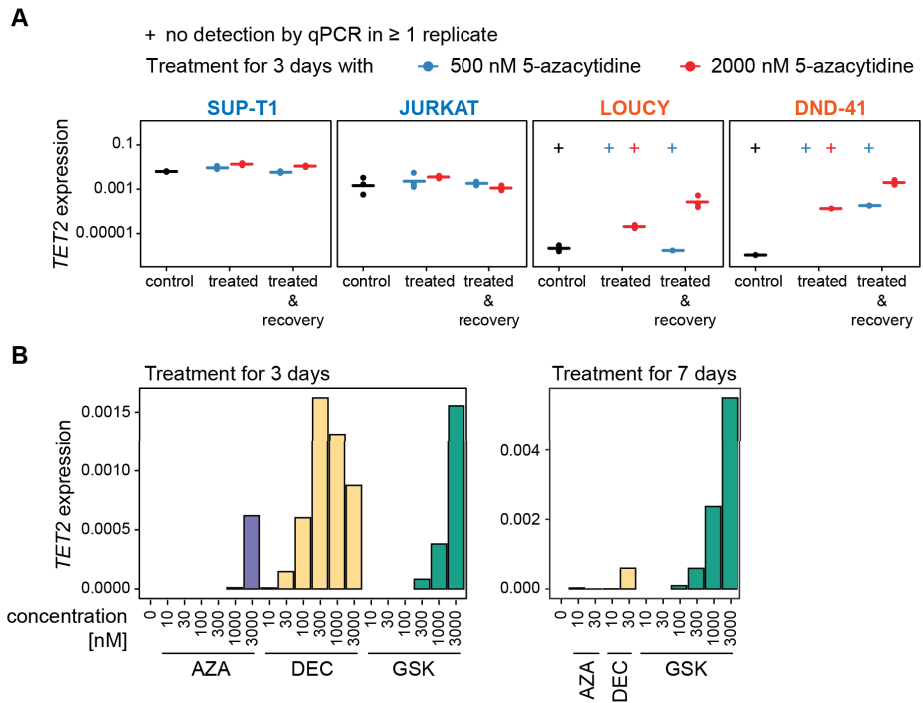 A
+ no detection by qPCR in ≥ 1 replicate
Treatment for 3 days with 500 nM 5-azacytidine 2000 nM 5-azacytidine
SUP-T1 JURKAT LOUCY DND-41
TET2 expression
0.1
0.001
0.00001
control treated treated & recovery
control treated treated & recovery
control treated treated & recovery
control treated treated & recovery
B
Treatment for 3 days
TET2 expression
0.0015
0.0010
0.0005
0.0000
concentration [nM]
0 10 30 100 300 1000 3000 10 30 100 300 1000 3000 10 30 100 300 1000 3000
AZA DEC GSK
Treatment for 7 days
0.004
0.002
0.000
0 10 30 10 30 10 30 100 300 1000 3000
AZA DEC GSK